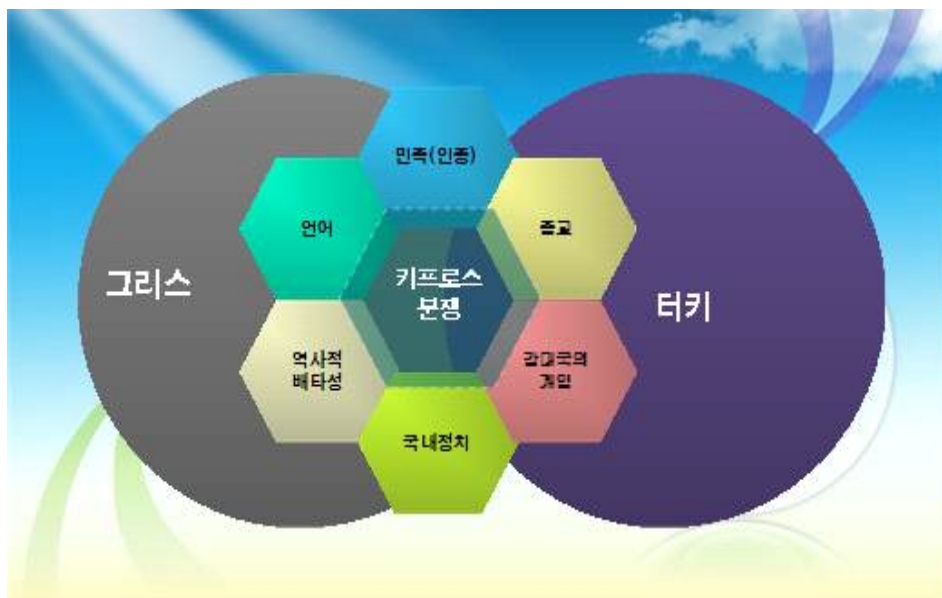 민족(인종)
언어
종교
그리스
키프로스
분쟁
터키
역사적
배타성
강대국의
개입
국내정치